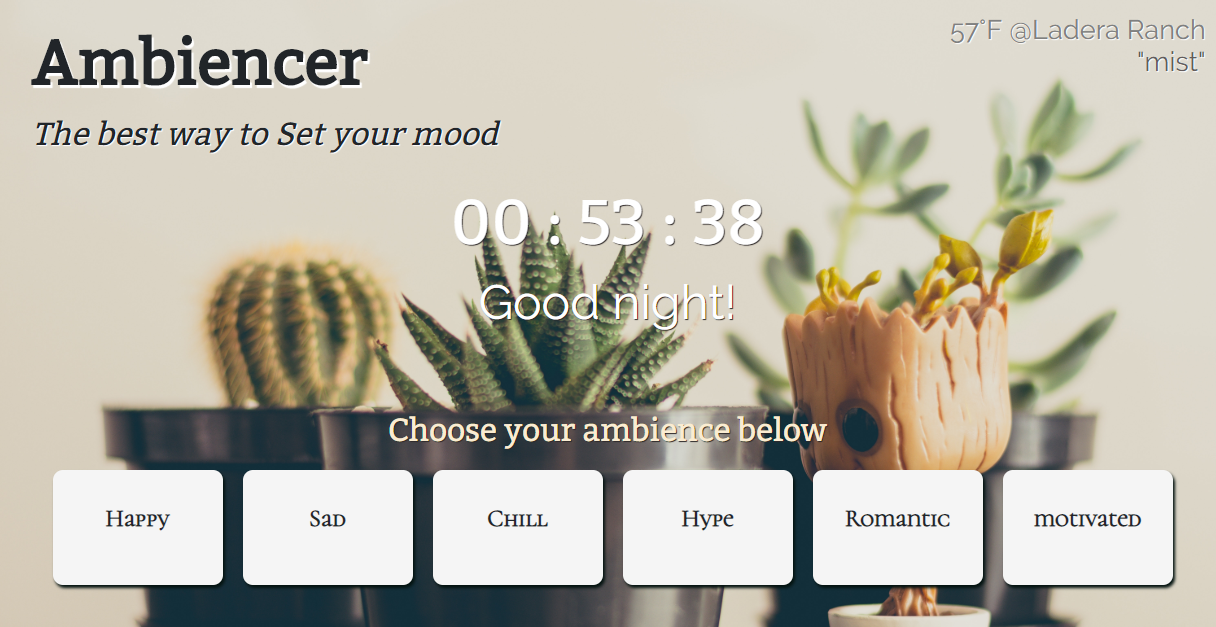 Ambiencer
57°F @Ladera Ranch
"mist"
The best way to Set your mood
00 : 53 : 38
Good night!
Choose your ambience below
Happy
Sad
Chill
Hype
Romantic
motivated